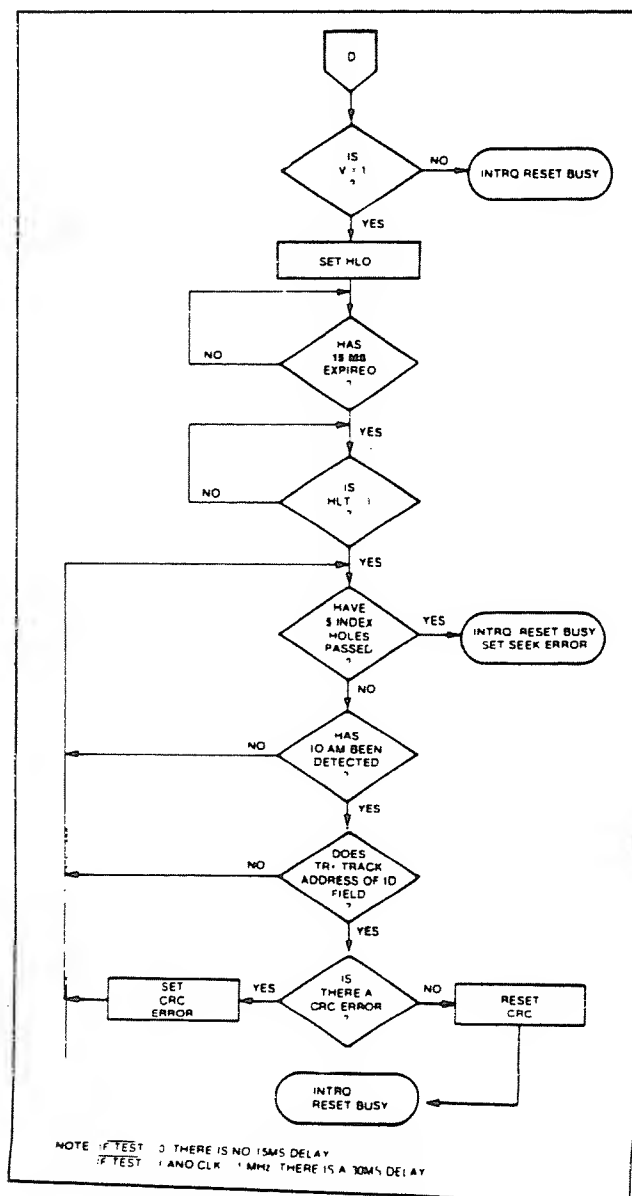 D
IS
V = 1
?
NO
INTRQ RESET BUSY
YES
SET HLD
HAS
15 MS
EXPIRED
?
NO
YES
IS
HLT = 1
?
NO
YES
HAVE
5 INDEX
HOLES
PASSED
?
YES
INTRQ RESET BUSY
SET SEEK ERROR
NO
HAS
ID AM BEEN
DETECTED
?
NO
YES
DOES
TR = TRACK
ADDRESS OF ID
FIELD
?
NO
YES
IS
THERE A
CRC ERROR
?
YES
SET
CRC
ERROR
NO
RESET
CRC
INTRQ
RESET BUSY
NOTE IF TEST 0 THERE IS NO 15MS DELAY
IF TEST 1 AND CLK 1 MHz THERE IS A 30MS DELAY